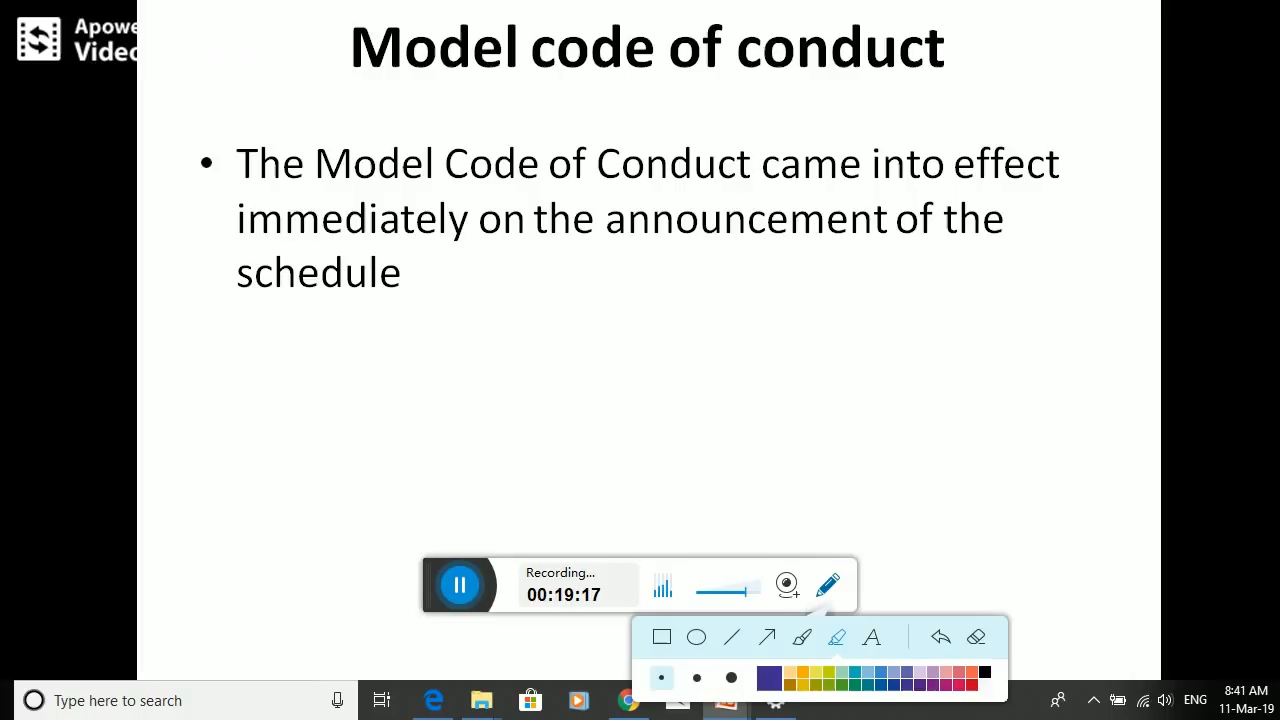 Apowe
Video
Model code of conduct
• The Model Code of Conduct came into effect
immediately on the announcement of the
schedule
Recording...
00:19:17
A
Type here to search
ENG
8:41 AM
11-Mar-19